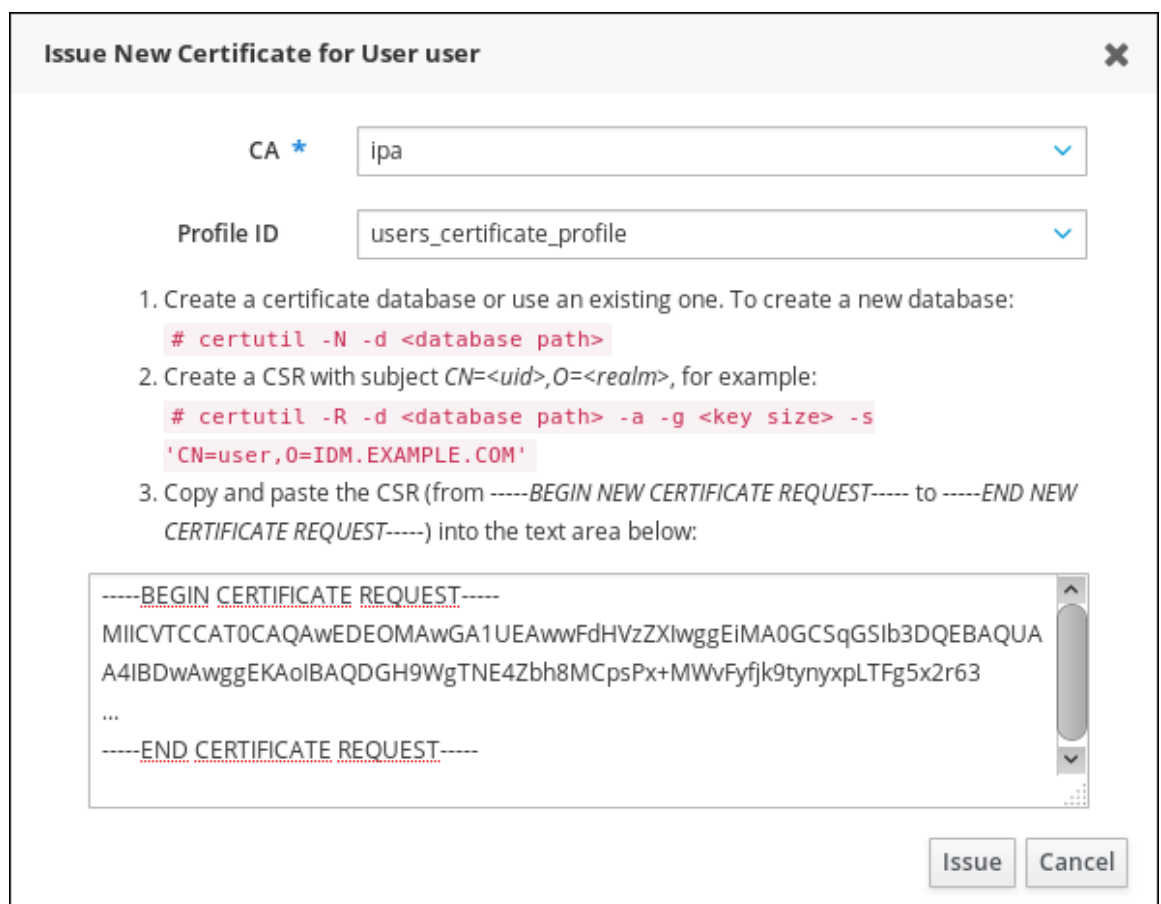 Issue New Certificate for User user
CA *
ipa
Profile ID
users_certificate_profile
1. Create a certificate database or use an existing one. To create a new database:
# certutil -N -d <database path>
2. Create a CSR with subject CN=<uid>,O=<realm>, for example:
# certutil -R -d <database path> -a -g <key size> -s
'CN=user,O=IDM.EXAMPLE.COM'
3. Copy and paste the CSR (from -----BEGIN NEW CERTIFICATE REQUEST----- to -----END NEW
CERTIFICATE REQUEST-----) into the text area below:
-----BEGIN CERTIFICATE REQUEST-----
MIICVTCCAT0CAQAwEDEOMAwGA1UEAwwFdHVzZXIwggEiMA0GCSqGSIb3DQEBAQUA
A4IBDwAwggEKAoIBAQDGH9WgTNE4Zbh8MCpsPx+MWvFyfjk9tynyxpLTFg5x2r63
...
-----END CERTIFICATE REQUEST-----
Issue
Cancel